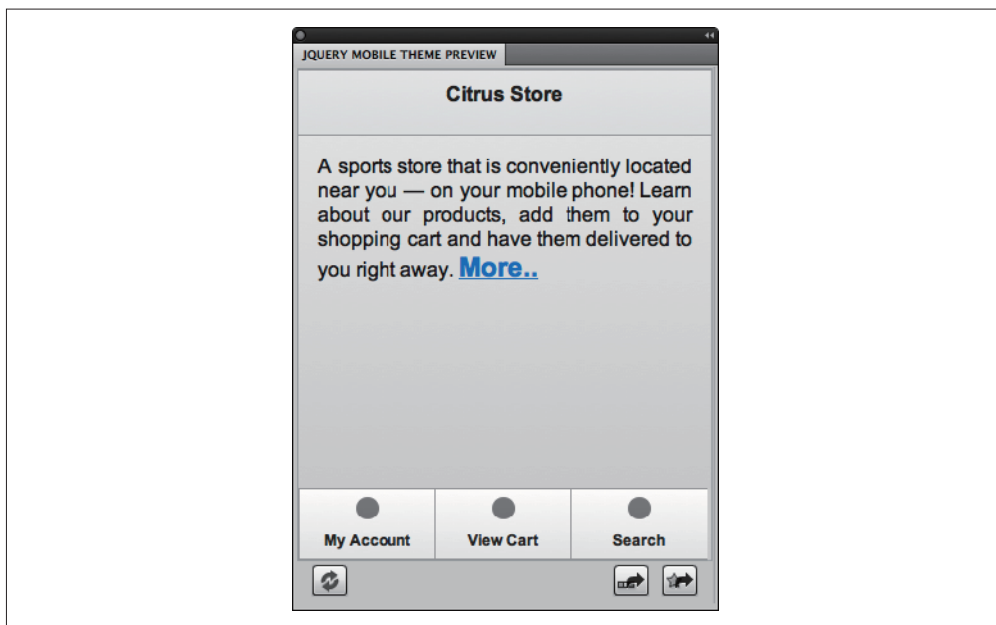 JQUERY MOBILE THEME PREVIEW
Citrus Store
A sports store that is conveniently located
near you — on your mobile phone! Learn
about our products, add them to your
shopping cart and have them delivered to
you right away. More..
My Account View Cart Search